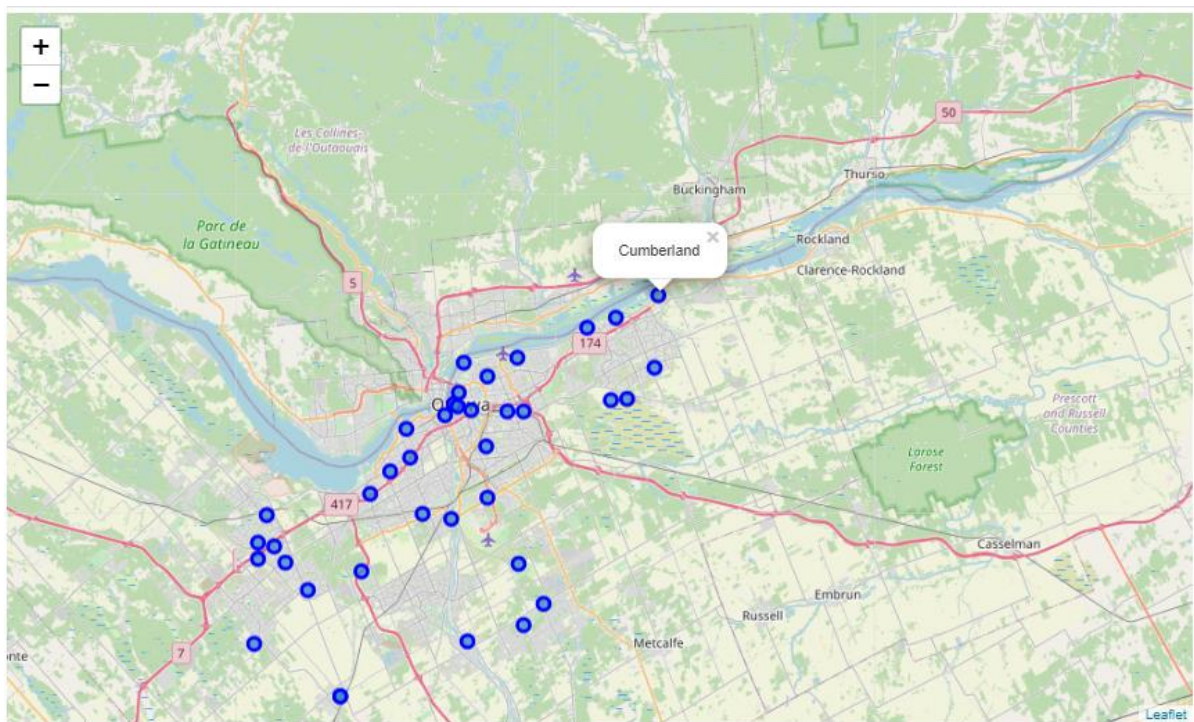 +
−
50
Les Collines-
de-l'Outaouais
Thurso
Buckingham
Parc de
la Gatineau
Rockland
Cumberland
×
Clarence-Rockland
5
174
Prescott
and Russell
Counties
Larose
Forest
417
Casselman
Embrun
Russell
Metcalfe
7
Leaflet